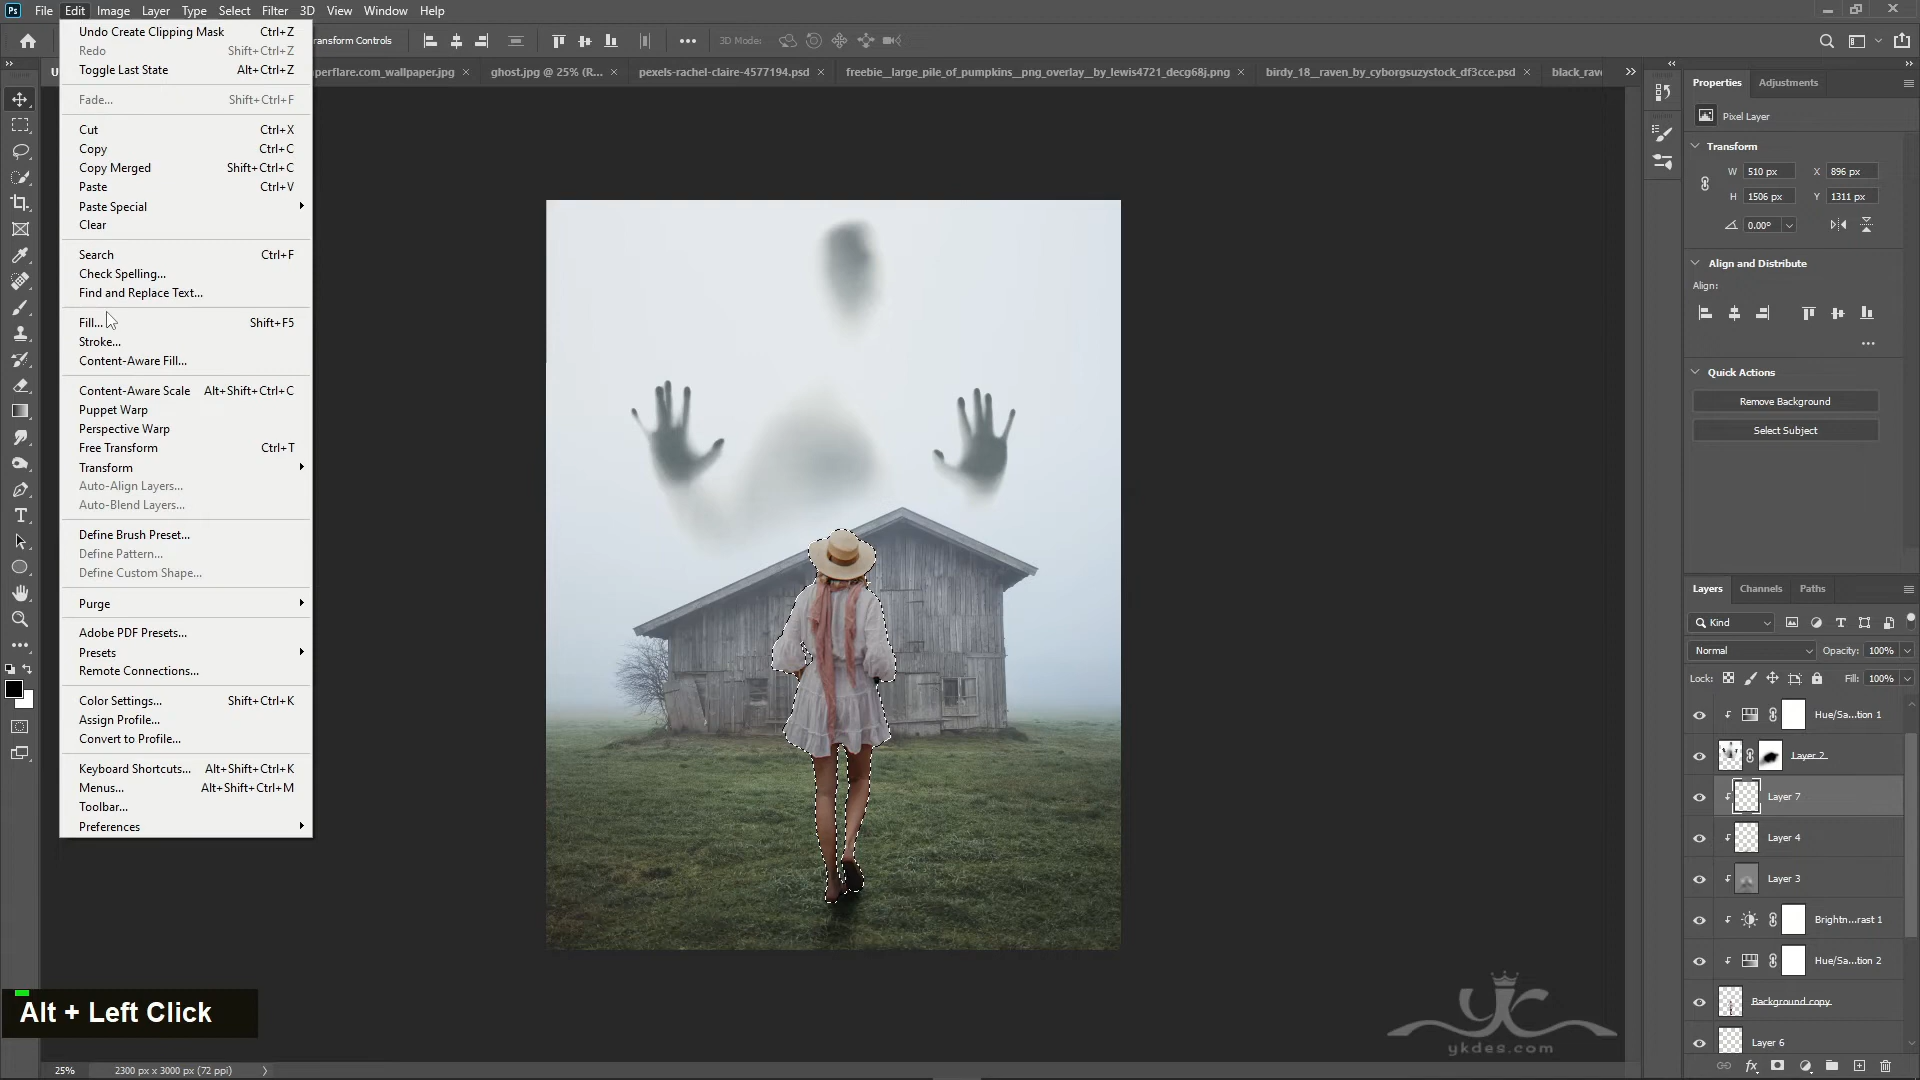 File Edit Image Layer Type Select Filter 3D View Window Help
ransform Controls 3D Mode:
U perflare.com_wallpaper.jpg × ghost.jpg @ 25% (R... × pexels-rachel-claire-4577194.psd × freebie__large_pile_of_pumpkins__png_overlay__by_lewis4721_decg68j.png × birdy_18__raven_by_cyborgsuzystock_df3cce.psd × black_rave
Undo Create Clipping Mask Ctrl+Z
Redo Shift+Ctrl+Z
Toggle Last State Alt+Ctrl+Z
Fade... Shift+Ctrl+F
Cut Ctrl+X
Copy Ctrl+C
Copy Merged Shift+Ctrl+C
Paste Ctrl+V
Paste Special
Clear
Search Ctrl+F
Check Spelling...
Find and Replace Text...
Fill... Shift+F5
Stroke...
Content-Aware Fill...
Content-Aware Scale Alt+Shift+Ctrl+C
Puppet Warp
Perspective Warp
Free Transform Ctrl+T
Transform
Auto-Align Layers...
Auto-Blend Layers...
Define Brush Preset...
Define Pattern...
Define Custom Shape...
Purge
Adobe PDF Presets...
Presets
Remote Connections...
Color Settings... Shift+Ctrl+K
Assign Profile...
Convert to Profile...
Keyboard Shortcuts... Alt+Shift+Ctrl+K
Menus... Alt+Shift+Ctrl+M
Toolbar...
Preferences
Properties Adjustments
Pixel Layer
Transform
W 510 px X 896 px
H 1506 px Y 1311 px
0.00°
Align and Distribute
Align:
Quick Actions
Remove Background
Select Subject
Layers Channels Paths
Kind
Normal Opacity: 100%
Lock: Fill: 100%
Hue/Sa...tion 1
Layer 2
Layer 7
Layer 4
Layer 3
Brightn...rast 1
Hue/Sa...tion 2
Background copy
Layer 6
Alt + Left Click
yc
ykdes.com
25% 2300 px x 3000 px (72 ppi)